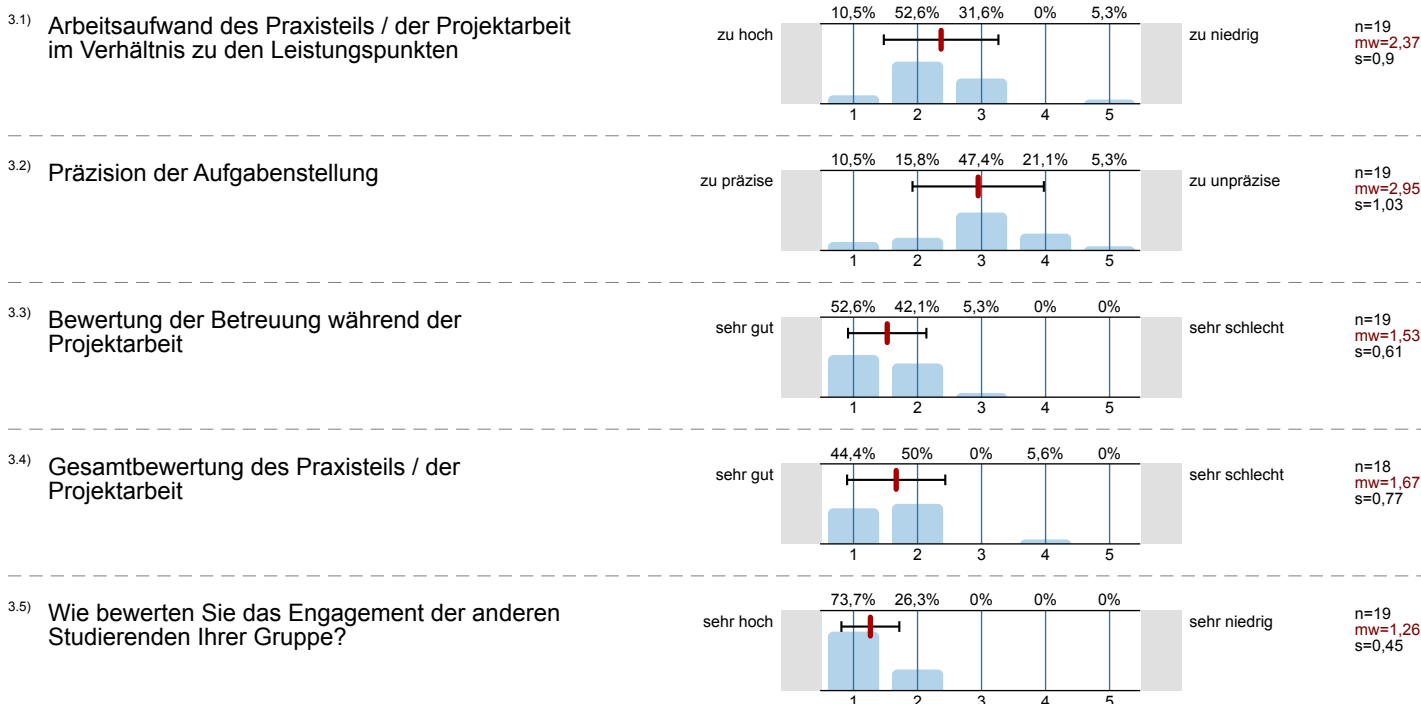 3.1) Arbeitsaufwand des Praxisteils / der Projektarbeit
im Verhältnis zu den Leistungspunkten
10,5% 52,6% 31,6% 0% 5,3%
zu hoch
zu niedrig
n=19
mw=2,37
s=0,9
1 2 3 4 5
3.2) Präzision der Aufgabenstellung
10,5% 15,8% 47,4% 21,1% 5,3%
zu präzise
zu unpräzise
n=19
mw=2,95
s=1,03
1 2 3 4 5
3.3) Bewertung der Betreuung während der
Projektarbeit
52,6% 42,1% 5,3% 0% 0%
sehr gut
sehr schlecht
n=19
mw=1,53
s=0,61
1 2 3 4 5
3.4) Gesamtbewertung des Praxisteils / der
Projektarbeit
44,4% 50% 0% 5,6% 0%
sehr gut
sehr schlecht
n=18
mw=1,67
s=0,77
1 2 3 4 5
3.5) Wie bewerten Sie das Engagement der anderen
Studierenden Ihrer Gruppe?
73,7% 26,3% 0% 0% 0%
sehr hoch
sehr niedrig
n=19
mw=1,26
s=0,45
1 2 3 4 5